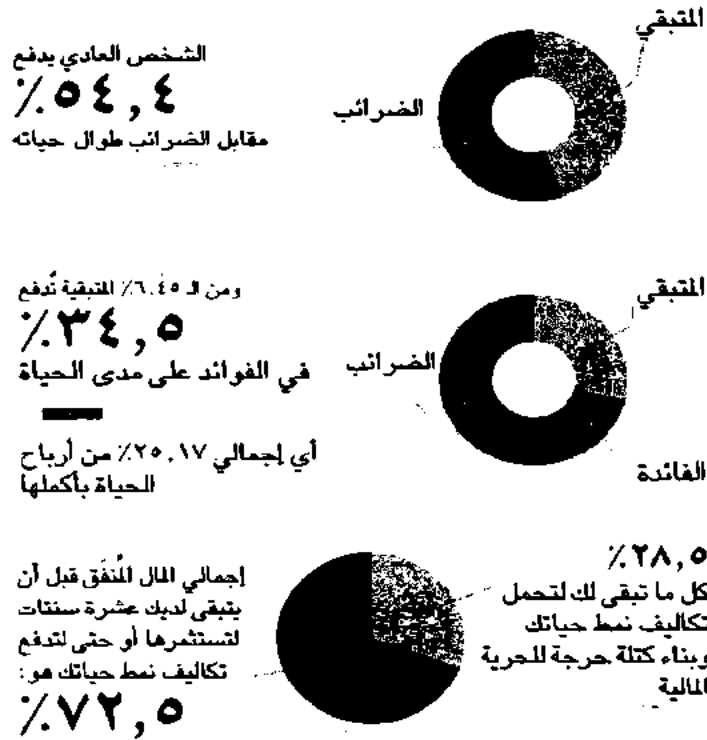 المتبقي
الشخص العادي يدفع
٥٤,٤٪
مقابل الضرائب طوال حياته
الضرائب
المتبقي
ومن الـ ٦.٤٥٪ المتبقية تُدفع
٣٤,٥٪
في الفوائد على مدى الحياة
الضرائب
أي إجمالي ٢٥.١٧٪ من أرباح
الحياة بأكملها
الفائدة
٢٨,٥٪
كل ما تبقى لك لتحمل
تكاليف نمط حياتك
وبناء كتلة حرجة للحرية
المالية
إجمالي المال المُنفَق قبل أن
يتبقى لديك عشرة سنتات
لتستثمرها أو حتى لتدفع
تكاليف نمط حياتك هو:
٧٢,٥٪